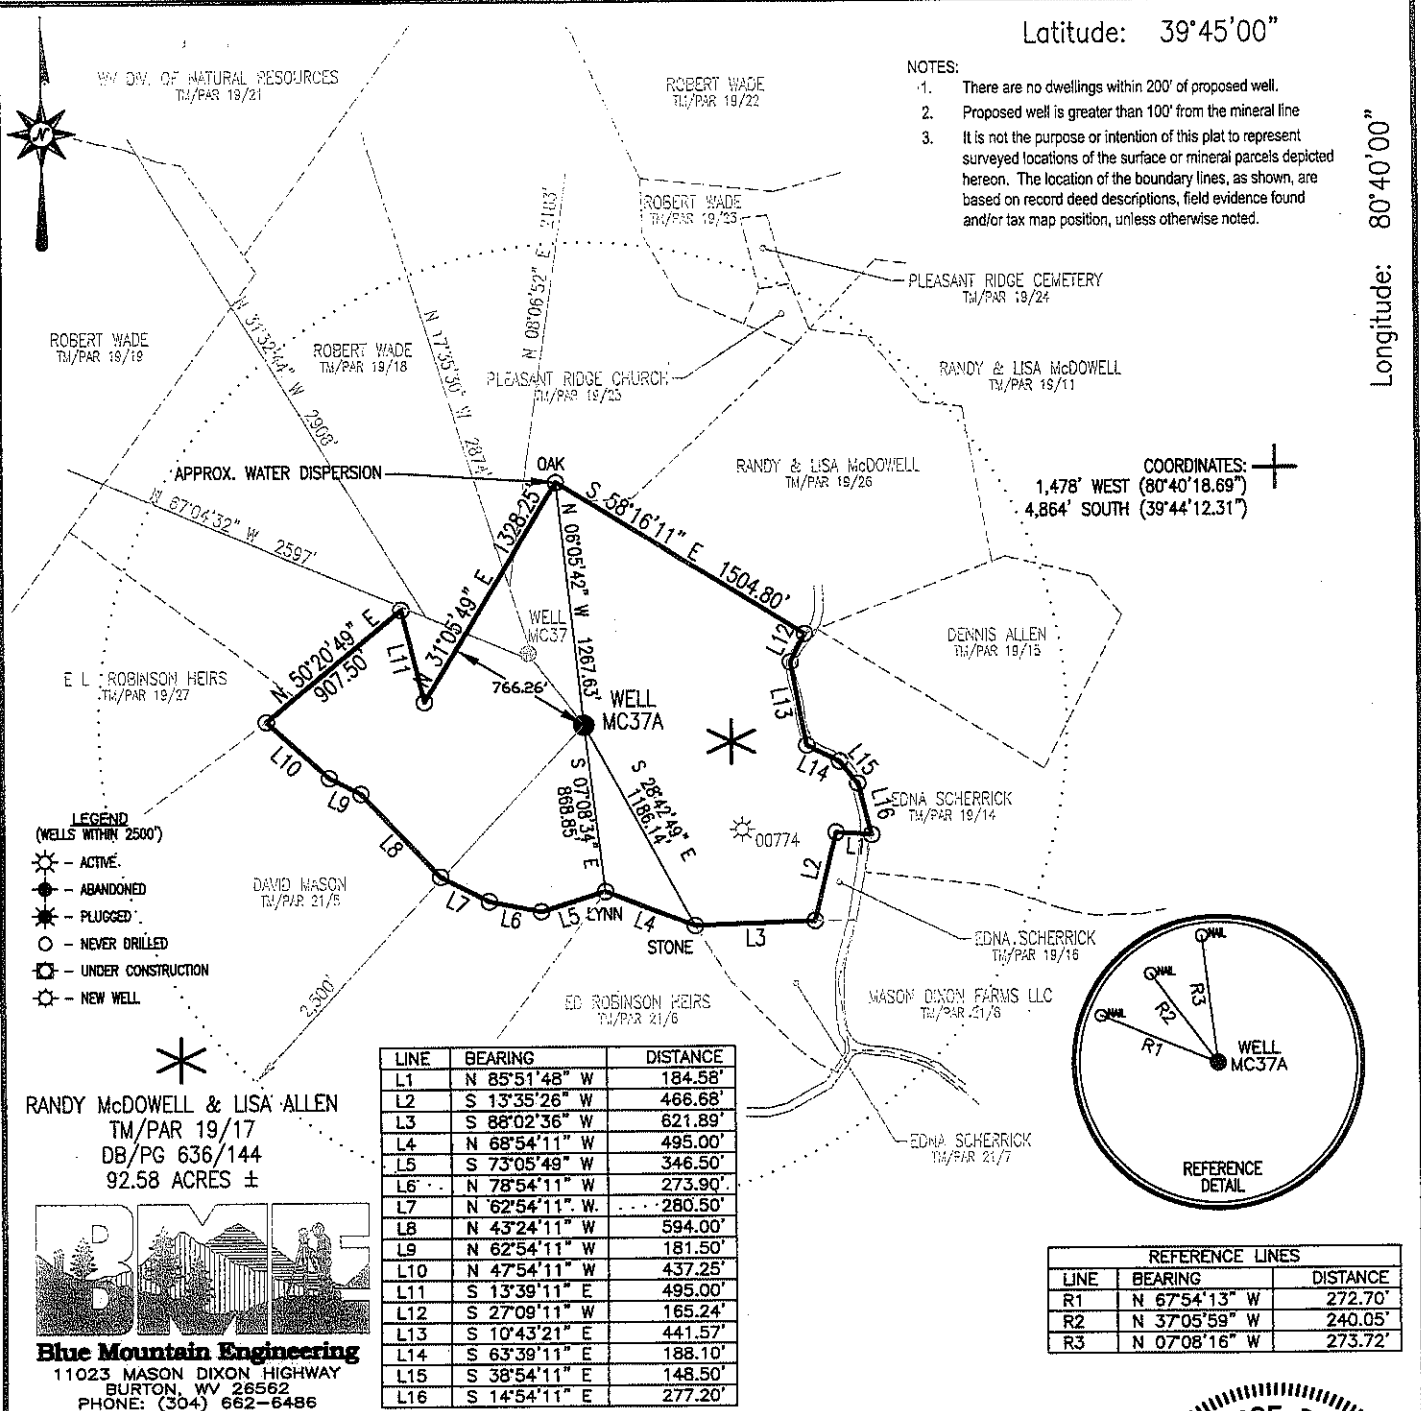 Latitude: 39°45'00"
Longitude: 80°40'00"
NOTES:
1. There are no dwellings within 200' of proposed well.
2. Proposed well is greater than 100' from the mineral line
3. It is not the purpose or intention of this plat to represent
surveyed locations of the surface or mineral parcels depicted
hereon. The location of the boundary lines, as shown, are
based on record deed descriptions, field evidence found
and/or tax map position, unless otherwise noted.
N
WV DIV. OF NATURAL RESOURCES
TM/PAR 19/21
ROBERT WADE
TM/PAR 19/22
ROBERT WADE
TM/PAR 19/23
PLEASANT RIDGE CEMETERY
TM/PAR 19/24
ROBERT WADE
TM/PAR 19/19
ROBERT WADE
TM/PAR 19/18
PLEASANT RIDGE CHURCH
TM/PAR 19/25
RANDY & LISA McDOWELL
TM/PAR 19/11
N 31°32'44" W 2908'
N 17°35'30" W 2874'
N 08°06'52" E 2183'
N 67°04'32" W 2597'
APPROX. WATER DISPERSION
OAK
RANDY & LISA McDOWELL
TM/PAR 19/26
COORDINATES:
1,478' WEST (80°40'18.69")
4,864' SOUTH (39°44'12.31")
S 58°16'11" E 1504.80'
N 31°05'49" E 1328.25'
N 06°05'42" W 1267.63'
N 50°20'49" E
907.50'
L11
L12
WELL
MC37
766.26'
WELL
MC37A
DENNIS ALLEN
TM/PAR 19/15
E L ROBINSON HEIRS
TM/PAR 19/27
L13
L14
L15
L16
L10
L9
L8
S 07°08'34" E
868.85'
S 28°42'49" E
1186.14'
00774
EDNA SCHERRICK
TM/PAR 19/14
L1
L2
LEGEND
(WELLS WITHIN 2500')
- ACTIVE
- ABANDONED
- PLUGGED
- NEVER DRILLED
- UNDER CONSTRUCTION
- NEW WELL
DAVID MASON
L7
L6
L5
LYNN
L4
STONE
L3
EDNA SCHERRICK
TM/PAR 19/16
2,500'
ED ROBINSON HEIRS
TM/PAR 21/6
MASON DIXON FARMS LLC
EDNA SCHERRICK
TM/PAR 21/7
NAIL
NAIL
NAIL
R1
R2
R3
WELL
MC37A
REFERENCE
DETAIL
RANDY McDOWELL & LISA ALLEN
TM/PAR 19/17
DB/PG 636/144
92.58 ACRES ±
BME
Blue Mountain Engineering
11023 MASON DIXON HIGHWAY
BURTON, WV 26562
PHONE: (304) 662-6486
LINE BEARING DISTANCE
L1 N 85°51'48" W 184.58'
L2 S 13°35'26" W 466.68'
L3 S 88°02'36" W 621.89'
L4 N 68°54'11" W 495.00'
L5 S 73°05'49" W 346.50'
L6 N 78°54'11" W 273.90'
L7 N 62°54'11" W 280.50'
L8 N 43°24'11" W 594.00'
L9 N 62°54'11" W 181.50'
L10 N 47°54'11" W 437.25'
L11 S 13°39'11" E 495.00'
L12 S 27°09'11" W 165.24'
L13 S 10°43'21" E 441.57'
L14 S 63°39'11" E 188.10'
L15 S 38°54'11" E 148.50'
L16 S 14°54'11" E 277.20'
REFERENCE LINES
LINE BEARING DISTANCE
R1 N 67°54'13" W 272.70'
R2 N 37°05'59" W 240.05'
R3 N 07°08'16" W 273.72'